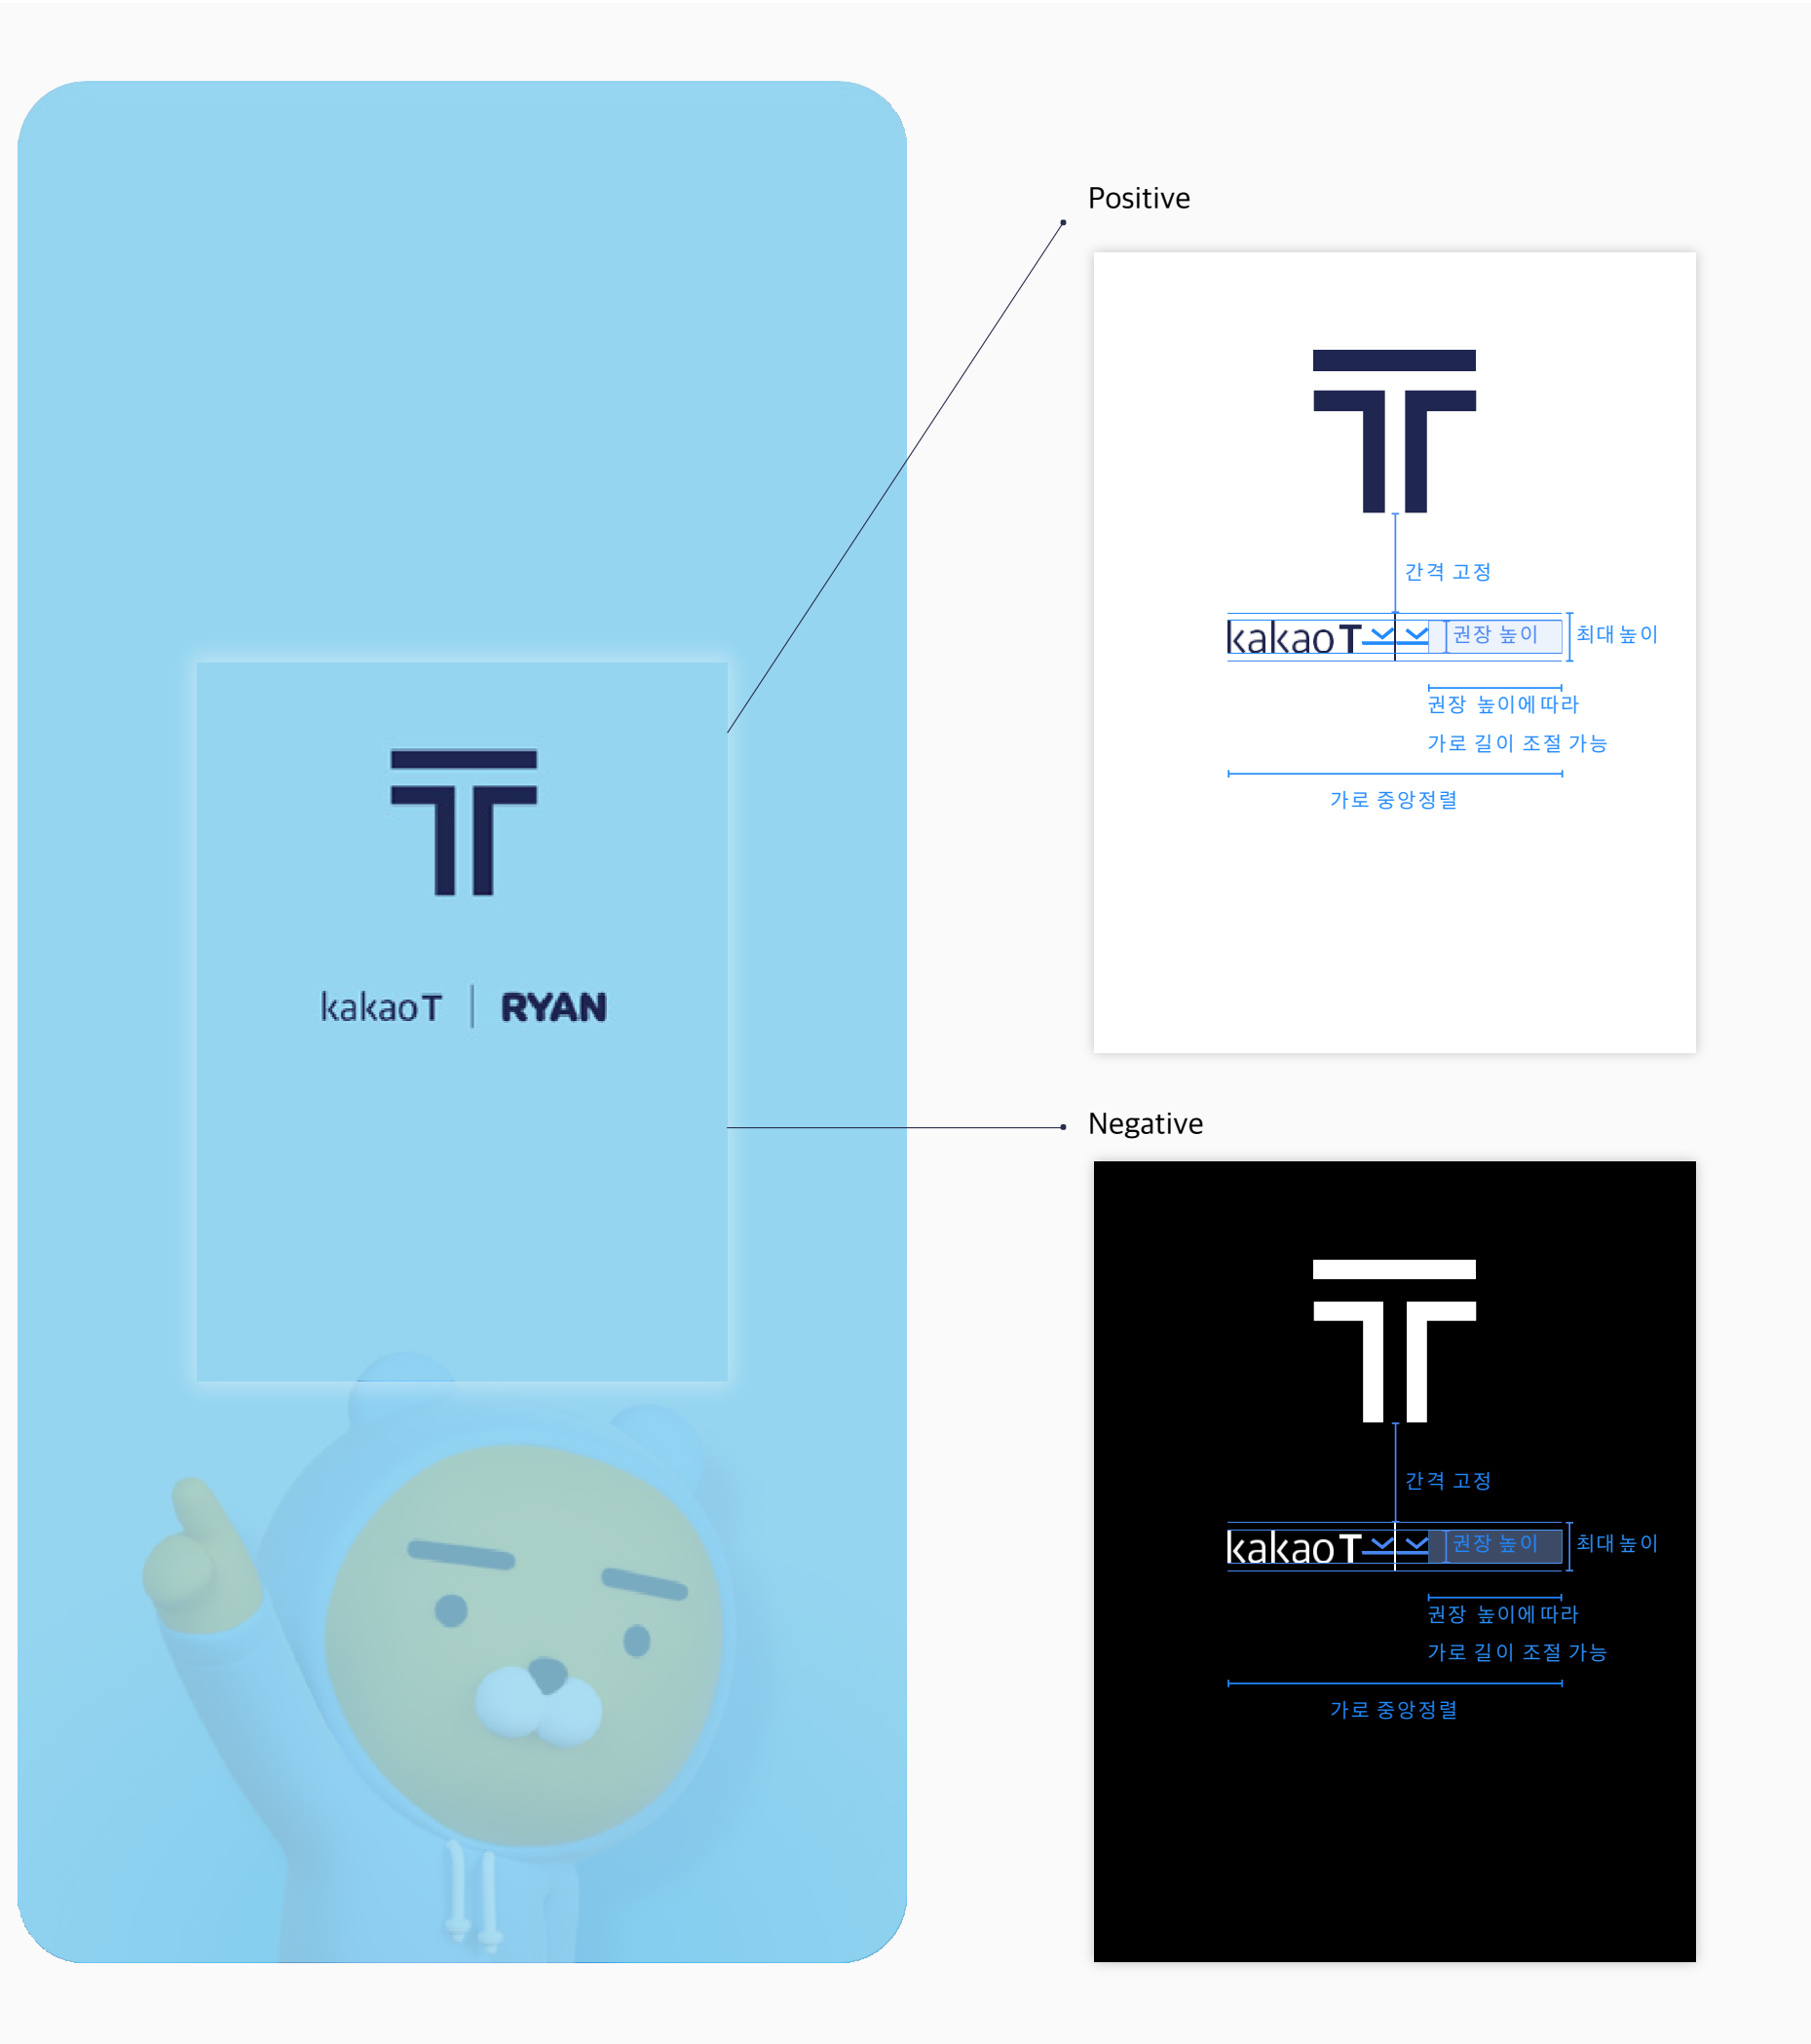 kakao T | RYAN
Positive
간격 고정
kakao T
권장 높이
최대 높이
권장 높이에 따라
가로 길이 조절 가능
가로 중앙정렬
Negative
간격 고정
kakao T
권장 높이
최대 높이
권장 높이에 따라
가로 길이 조절 가능
가로 중앙정렬